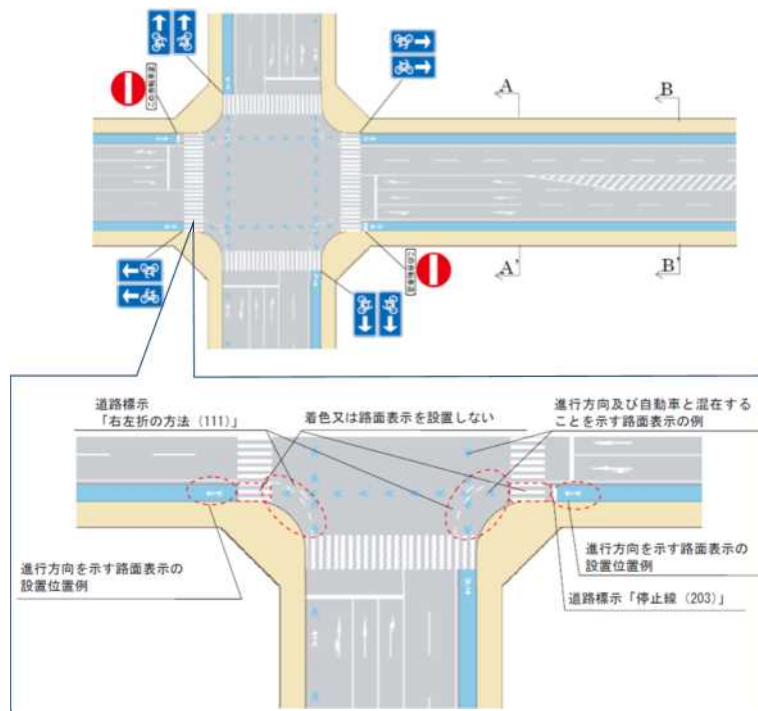 A
B
A'
B'
道路標示
「右左折の方法(111)」
着色又は路面表示を設置しない
進行方向及び自動車と混在する
ことを示す路面表示の例
進行方向を示す路面表示の
設置位置例
進行方向を示す路面表示の
設置位置例
道路標示「停止線(203)」